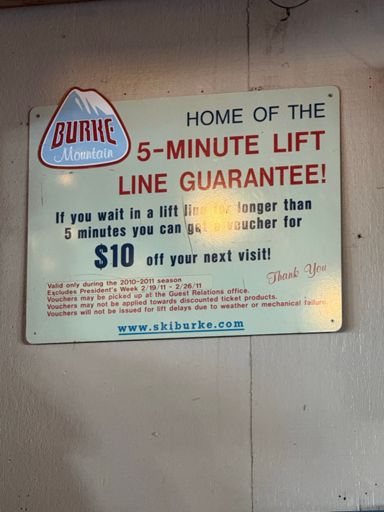 BURKE
Mountain
HOME OF THE
5-MINUTE LIFT
LINE GUARANTEE!
If you wait in a lift line for longer than
5 minutes you can get a voucher for
$10 off your next visit!
Thank You
Valid only during the 2010-2011 season
Excludes President's Week 2/19/11 - 2/26/11
Vouchers may be picked up at the Guest Relations office.
Vouchers may not be applied towards discounted ticket products.
Vouchers will not be issued for lift delays due to weather or mechanical failure.
www.skiburke.com